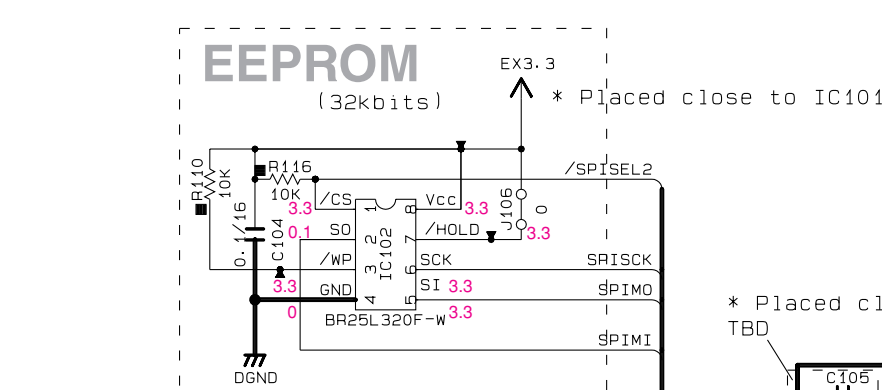 EEPROM
(32kbits)
EX3.3
* Placed close to IC101
/SPISEL2
R110
10K
R116
10K
/CS
3.3
1
8
Vcc
3.3
J106
0
0.1/16
C104
SO
0.1
2
7
/HOLD
3.3
IC102
/WP
3.3
3
6
SCK
SPISCK
GND
0
4
5
SI
3.3
SPIMO
3.3
BR25L320F-W
SPIMI
DGND
* Placed cl
TBD
C105